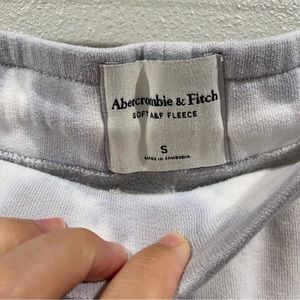 Abercrombie & Fitch
SOFT A&F FLEECE
S
MADE IN CAMBODIA